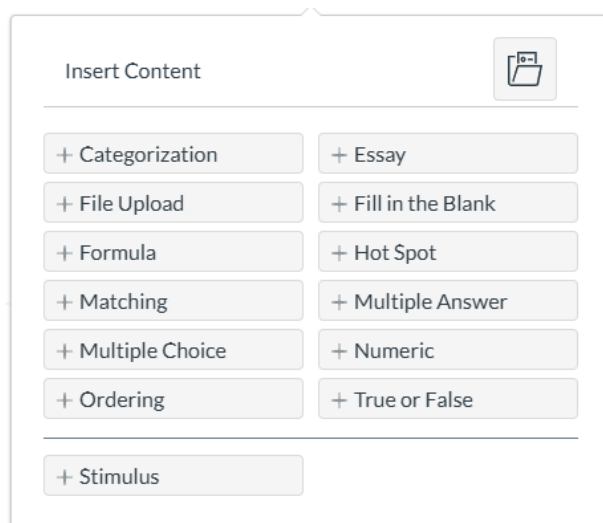 Insert Content
+ Categorization
+ Essay
+ File Upload
+ Fill in the Blank
+ Formula
+ Hot Spot
+ Matching
+ Multiple Answer
+ Multiple Choice
+ Numeric
+ Ordering
+ True or False
+ Stimulus